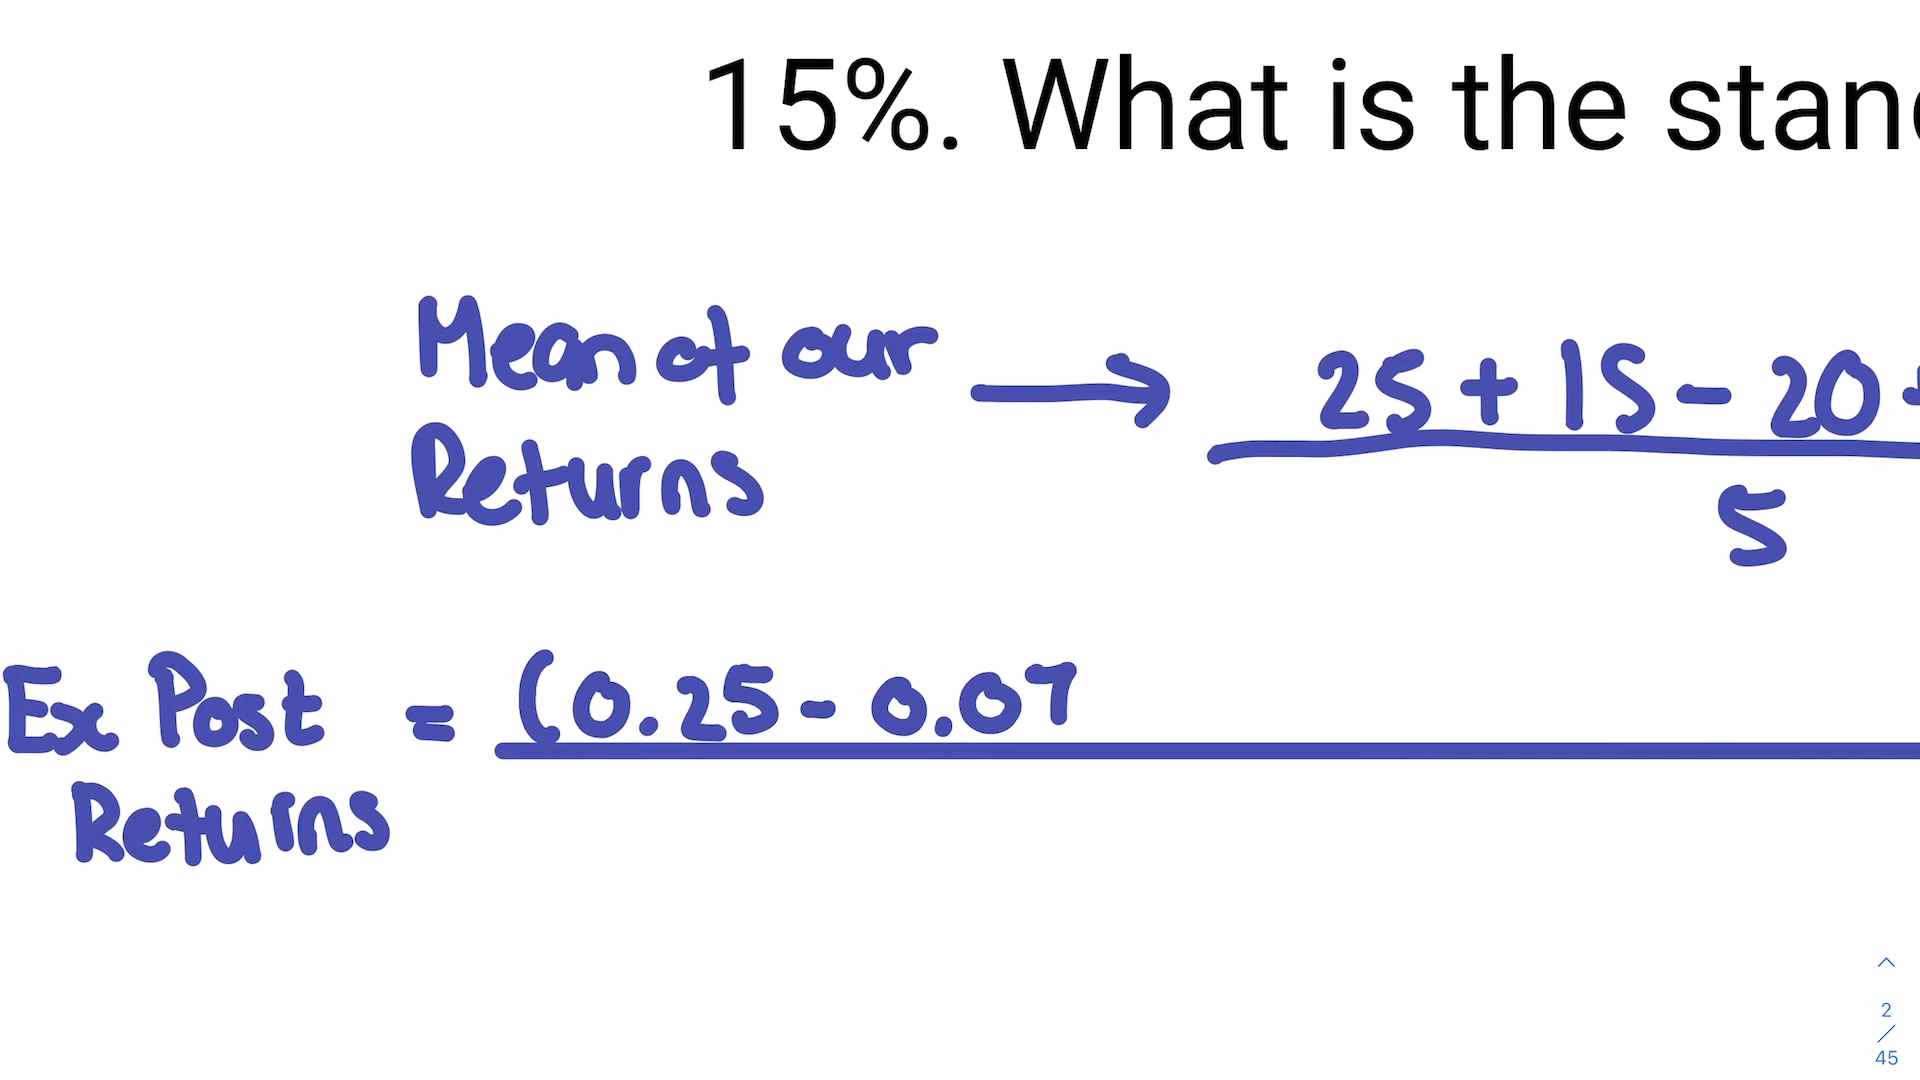 15%. What is the stand
Mean of our
Returns → 25 + 15 - 20 +
5
Ex Post = (0.25 - 0.07
Returns
^
2
/
45